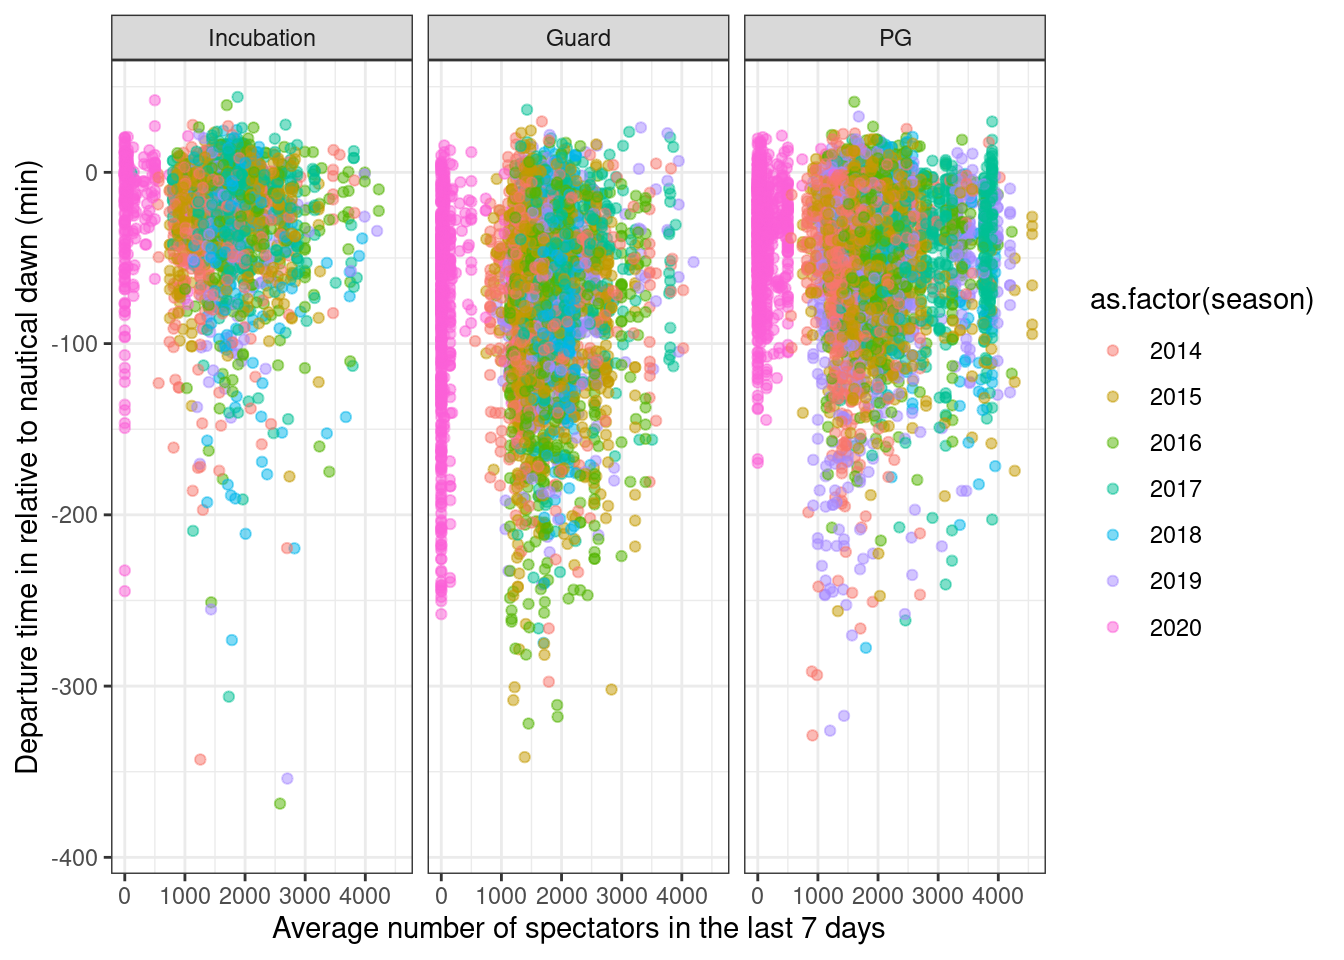 Incubation Guard PG
Departure time in relative to nautical dawn (min)
0
-100
-200
-300
-400
0 1000 2000 3000 4000 0 1000 2000 3000 4000 0 1000 2000 3000 4000
Average number of spectators in the last 7 days
as.factor(season)
2014
2015
2016
2017
2018
2019
2020